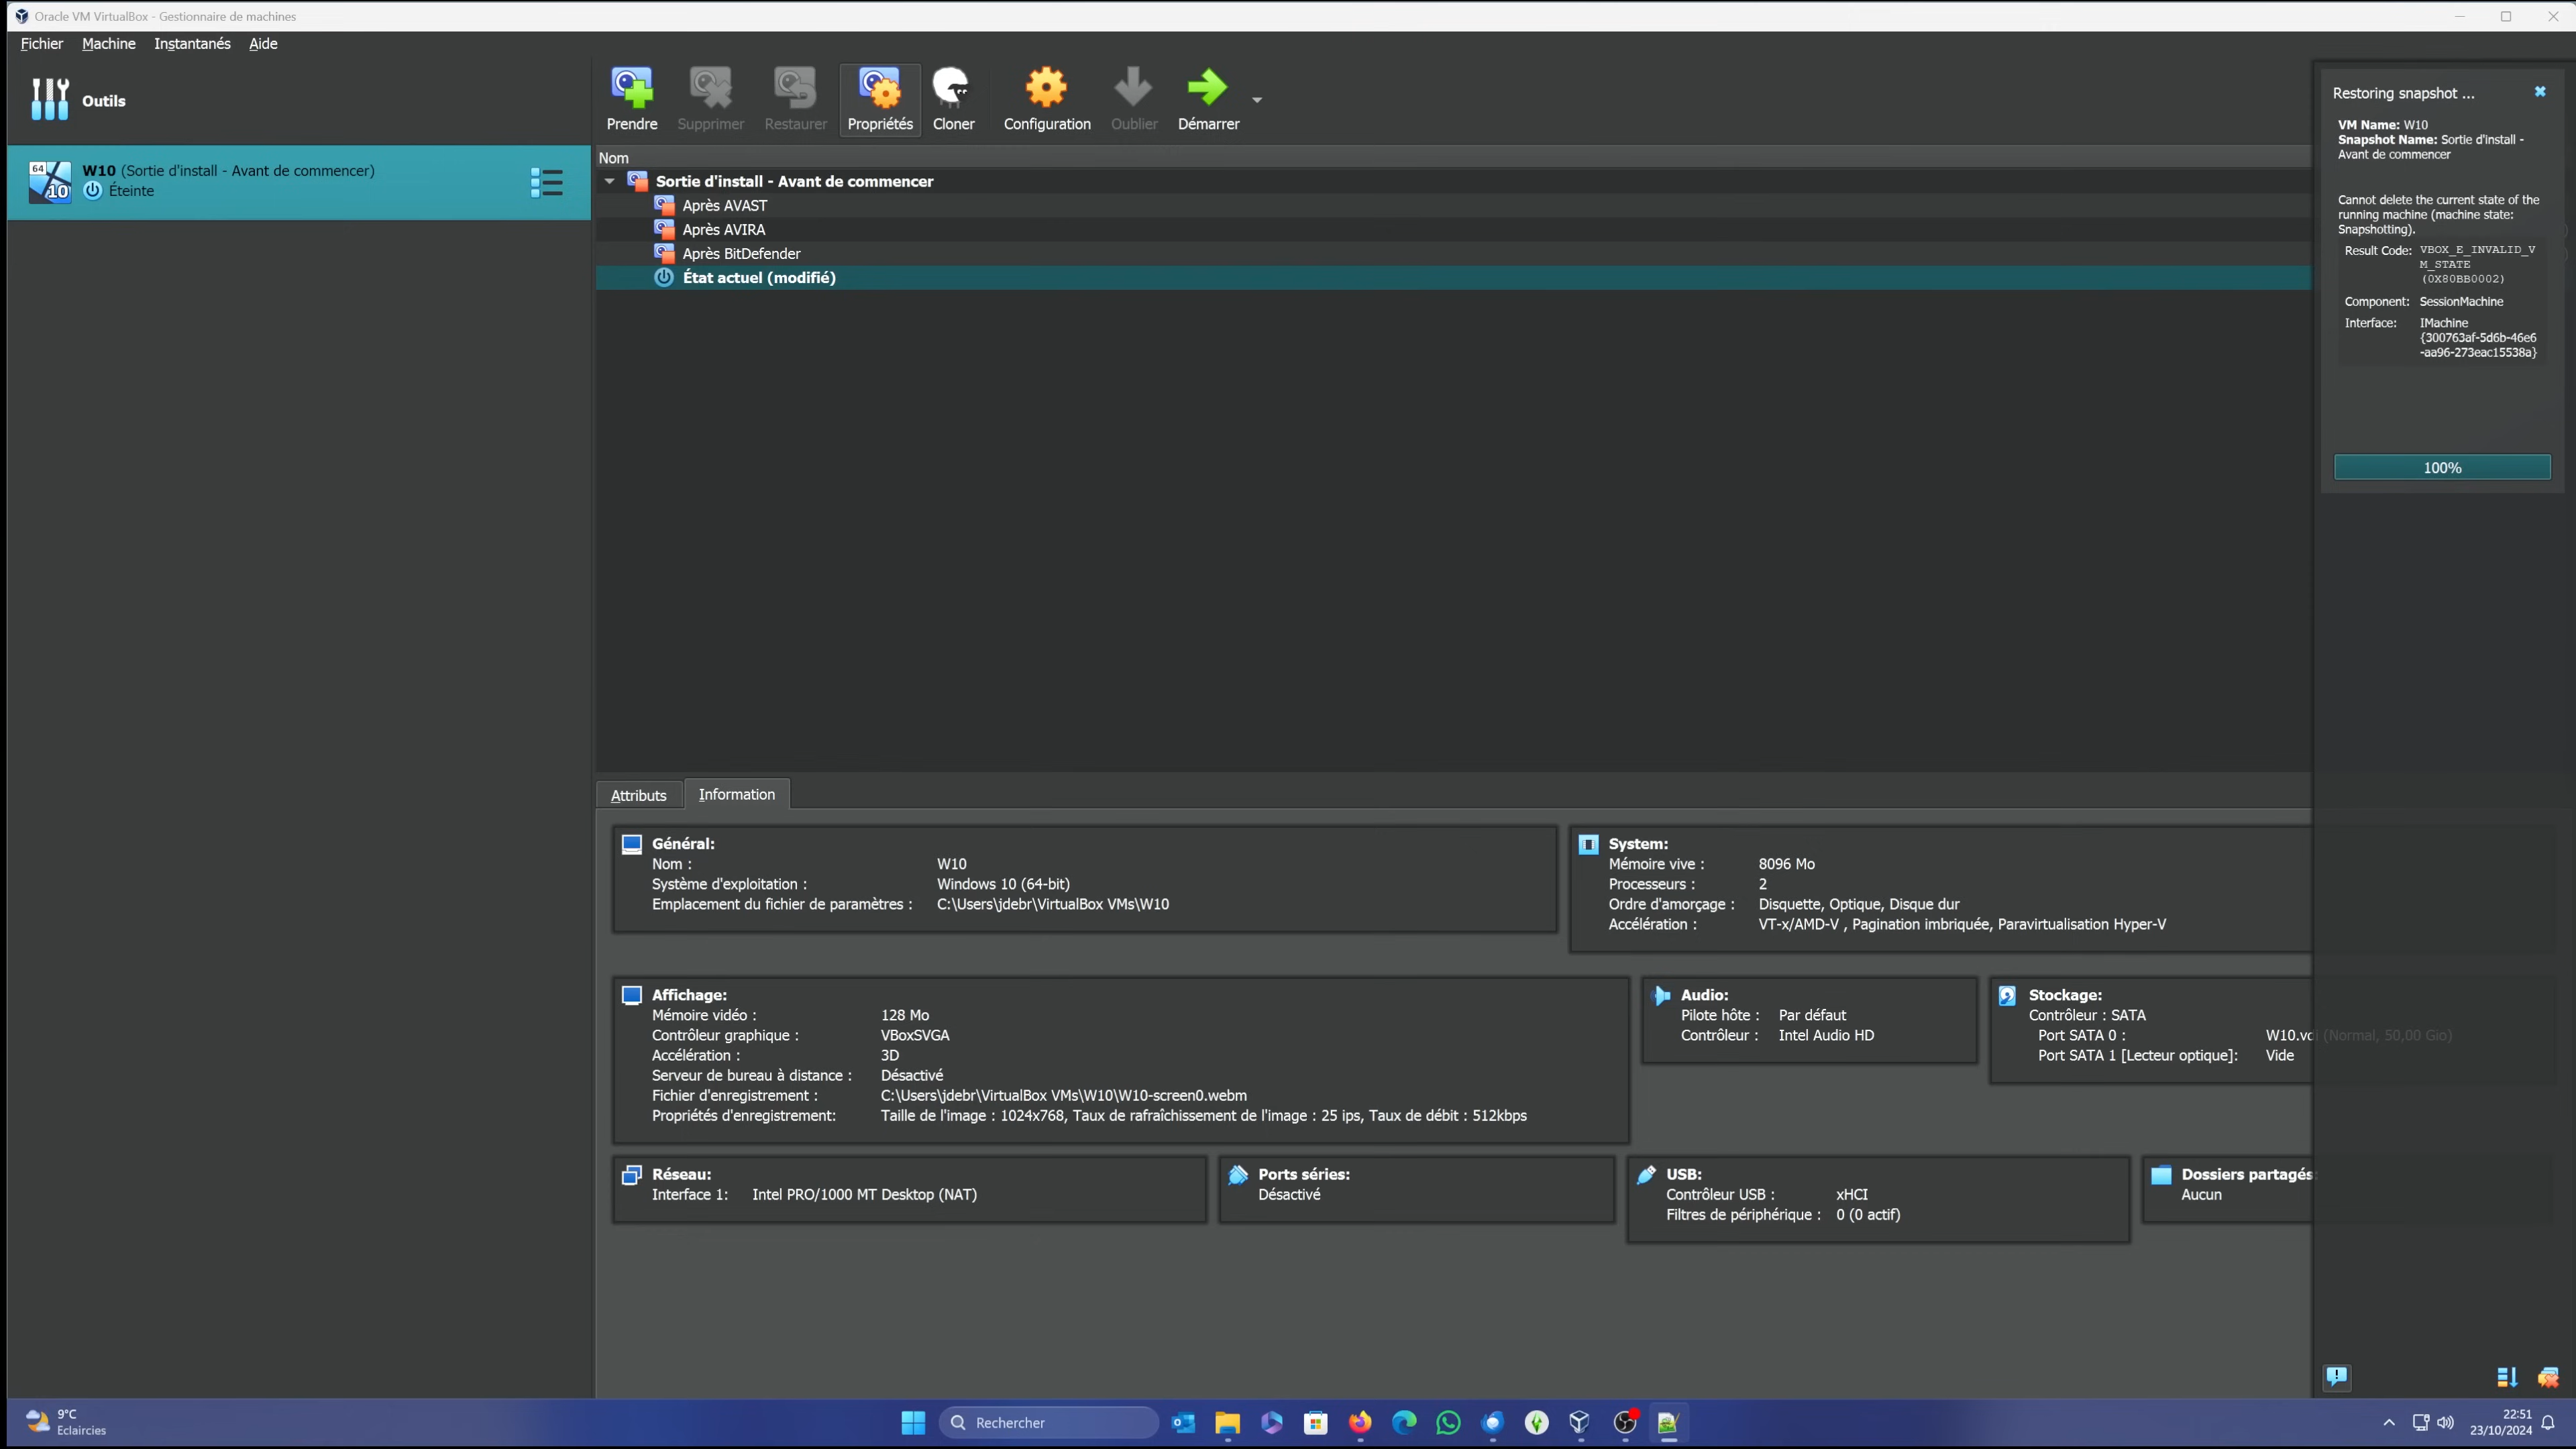 Oracle VM VirtualBox - Gestionnaire de machines
Fichier Machine Instantanés Aide
Outils
Prendre Supprimer Restaurer Propriétés Cloner Configuration Oublier Démarrer
64
10
W10 (Sortie d'install - Avant de commencer)
Éteinte
Nom
Sortie d'install - Avant de commencer
Après AVAST
Après AVIRA
Après BitDefender
État actuel (modifié)
Restoring snapshot ...
VM Name: W10
Snapshot Name: Sortie d'install -
Avant de commencer
Cannot delete the current state of the
running machine (machine state:
Snapshotting).
Result Code: VBOX_E_INVALID_V
M_STATE
(0X80BB0002)
Component: SessionMachine
Interface: IMachine
{300763af-5d6b-46e6
-aa96-273eac15538a}
100%
Attributs Information
Général:
Nom : W10
Système d'exploitation : Windows 10 (64-bit)
Emplacement du fichier de paramètres : C:\Users\jdebr\VirtualBox VMs\W10
System:
Mémoire vive : 8096 Mo
Processeurs : 2
Ordre d'amorçage : Disquette, Optique, Disque dur
Accélération : VT-x/AMD-V , Pagination imbriquée, Paravirtualisation Hyper-V
Affichage:
Mémoire vidéo : 128 Mo
Contrôleur graphique : VBoxSVGA
Accélération : 3D
Serveur de bureau à distance : Désactivé
Fichier d'enregistrement : C:\Users\jdebr\VirtualBox VMs\W10\W10-screen0.webm
Propriétés d'enregistrement: Taille de l'image : 1024x768, Taux de rafraîchissement de l'image : 25 ips, Taux de débit : 512kbps
Audio:
Pilote hôte : Par défaut
Contrôleur : Intel Audio HD
Stockage:
Contrôleur : SATA
Port SATA 0 : W10.vdi (Normal, 50,00 Gio)
Port SATA 1 [Lecteur optique]: Vide
Réseau:
Interface 1: Intel PRO/1000 MT Desktop (NAT)
Ports séries:
Désactivé
USB:
Contrôleur USB : xHCI
Filtres de périphérique : 0 (0 actif)
Dossiers partagés:
Aucun
9°C
Eclaircies
Rechercher
22:51
23/10/2024